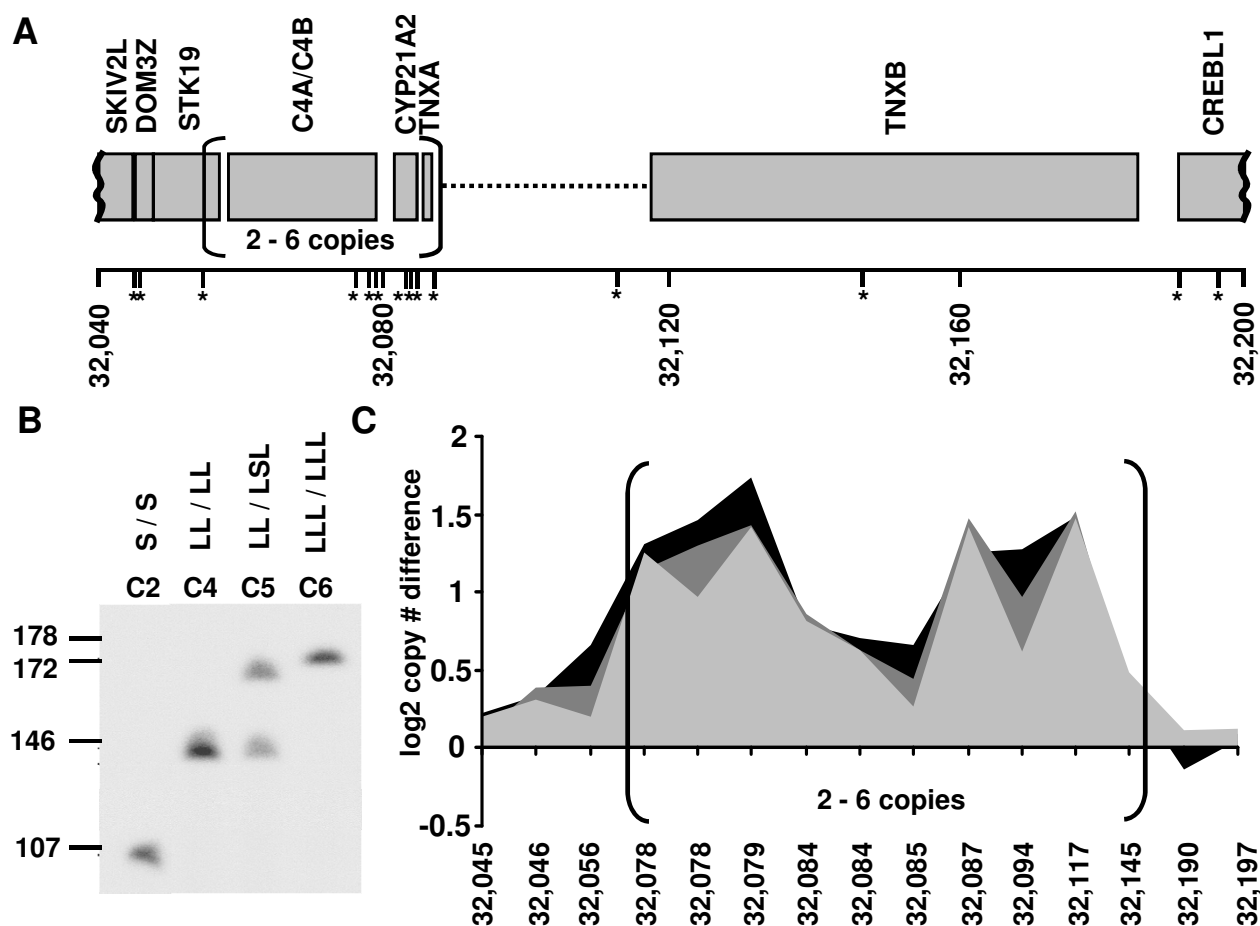 A
SKIV2L
DOM3Z
STK19
C4A/C4B
CYP21A2
TNXA
TNXB
CREBL1
2 - 6 copies
* * * * * * * * * * * * * * *
32,040
32,080
32,120
32,160
32,200
B
S / S
LL / LL
LL / LSL
LLL / LLL
C2 C4 C5 C6
178
172
146
107
C
log2 copy # difference
2
1.5
1
0.5
0
-0.5
2 - 6 copies
32,045
32,046
32,056
32,078
32,078
32,079
32,084
32,084
32,085
32,087
32,094
32,117
32,145
32,190
32,197